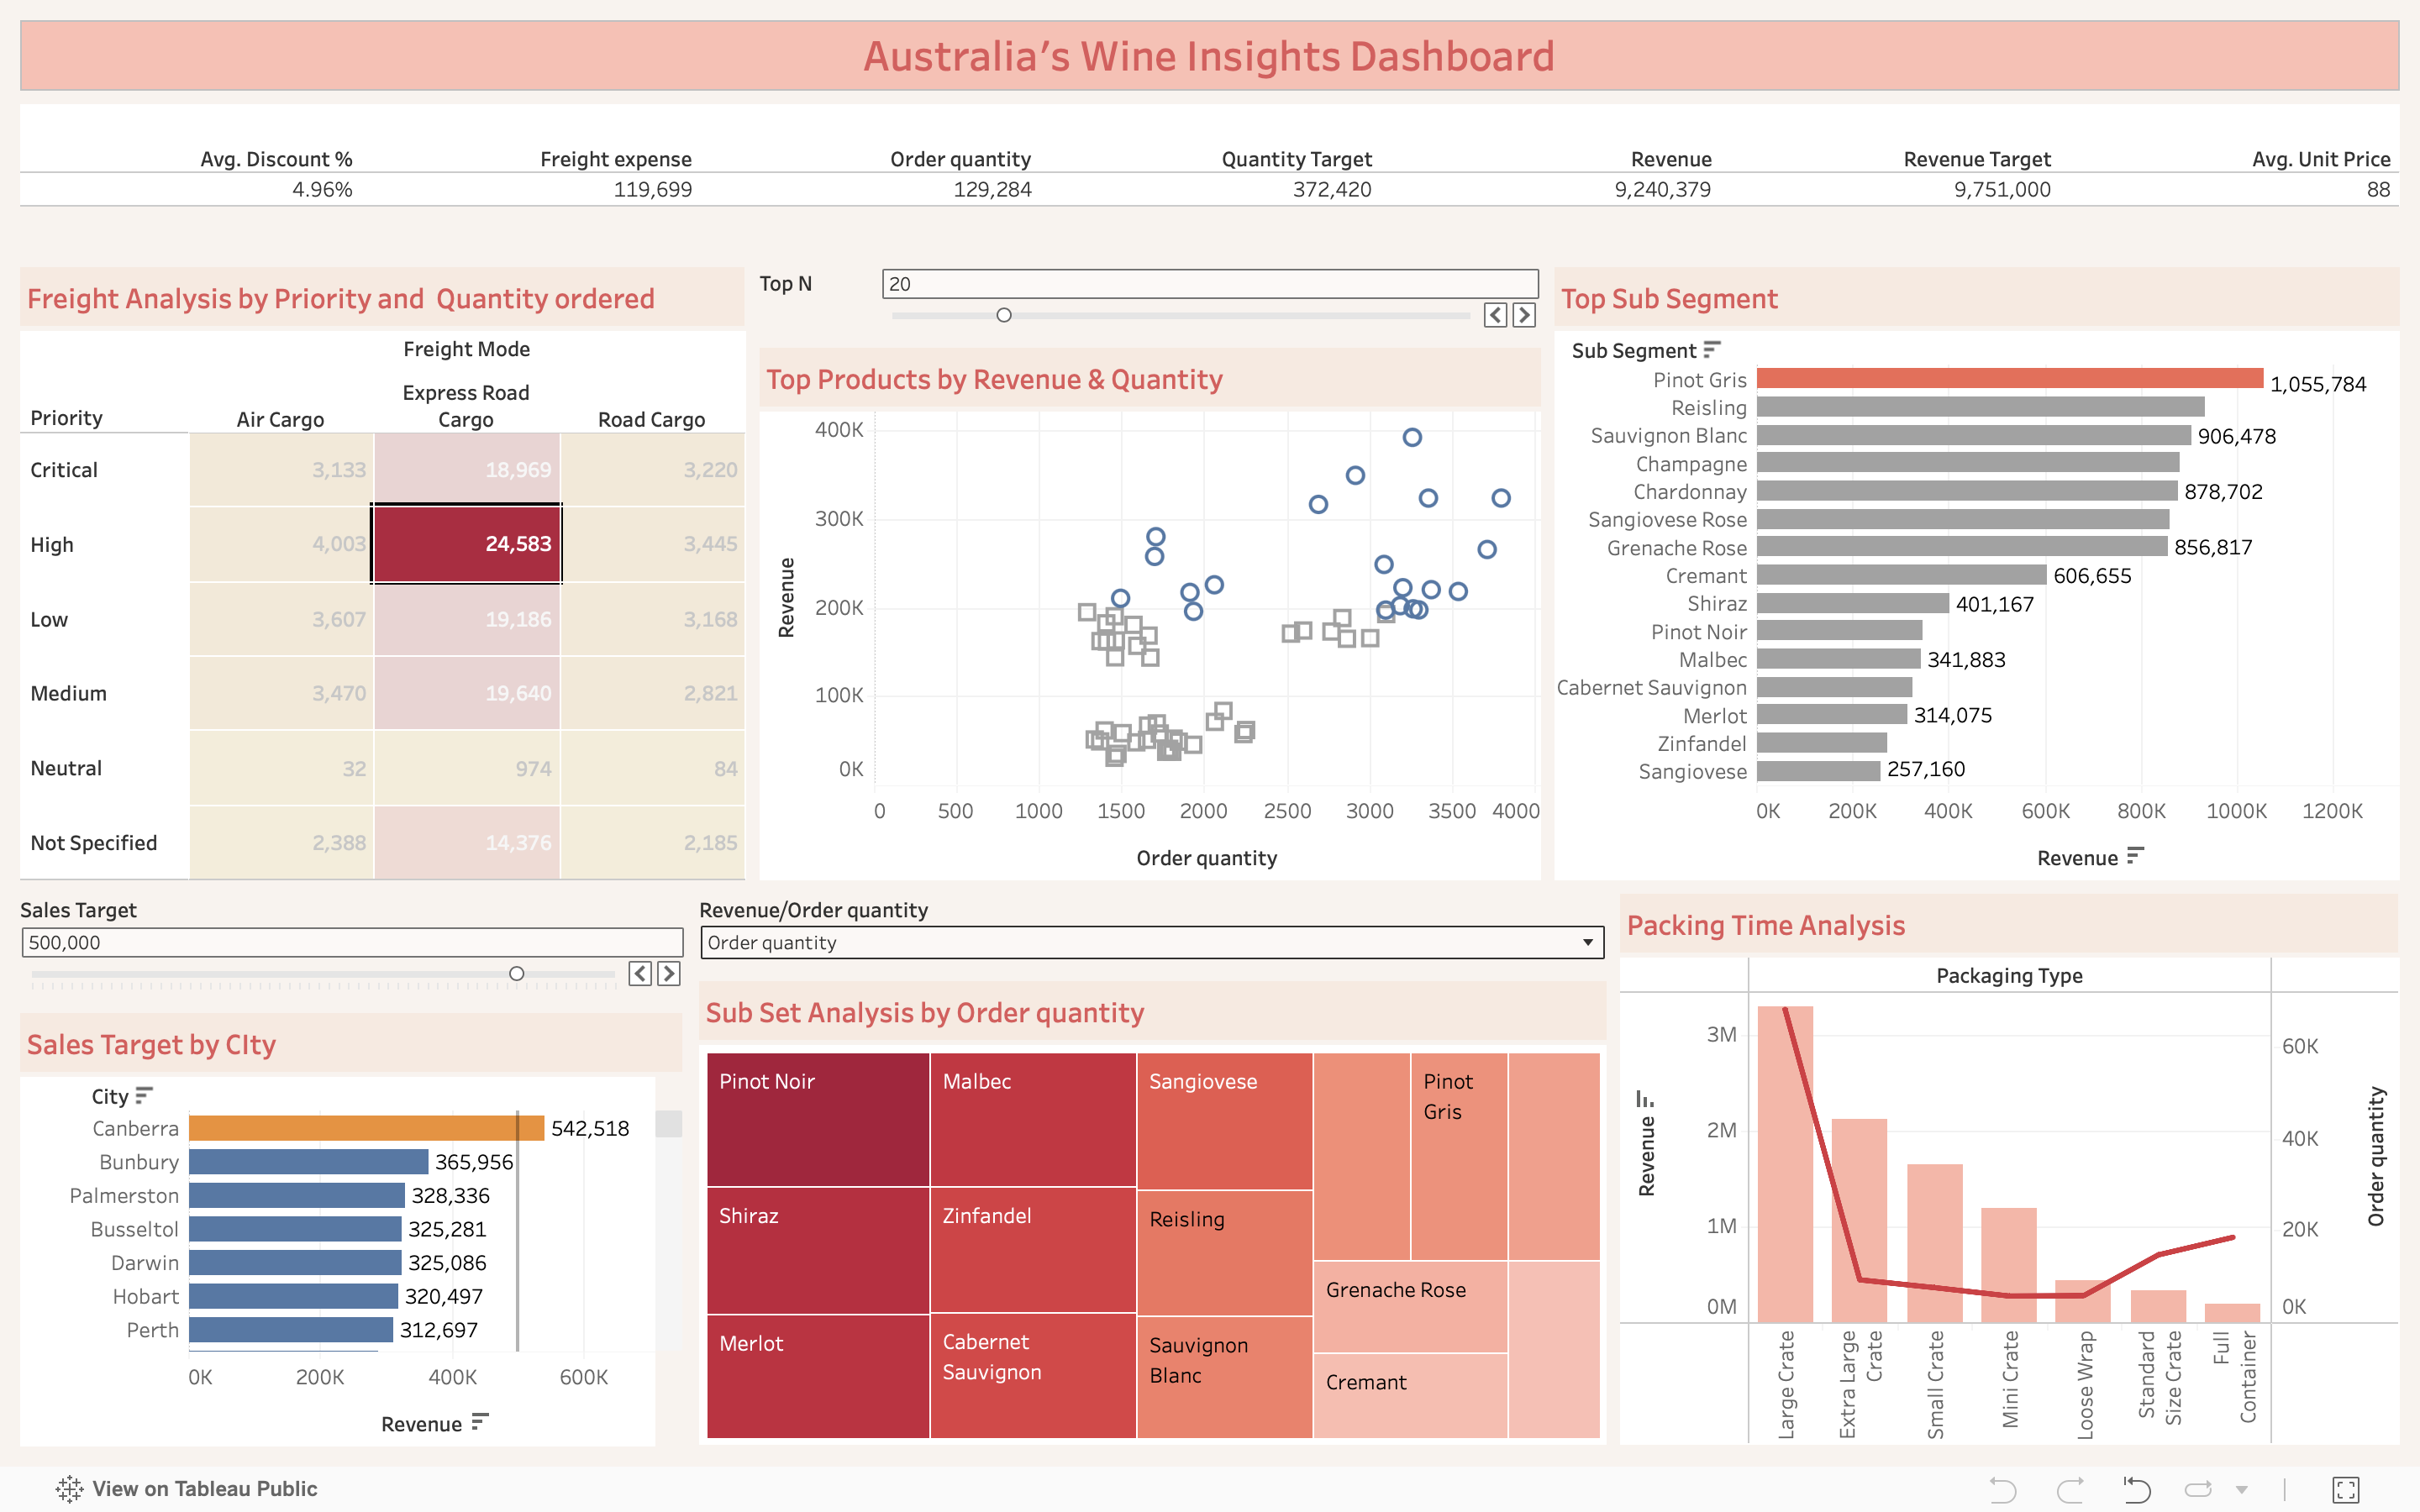 Australia's Wine Insights Dashboard
Avg. Discount % Freight expense Order quantity Quantity Target Revenue Revenue Target Avg. Unit Price
4.96% 119,699 129,284 372,420 9,240,379 9,751,000 88
Freight Analysis by Priority and Quantity ordered
Freight Mode
Priority Air Cargo Express Road Cargo Road Cargo
Critical 3,133 18,969 3,220
High 4,003 24,583 3,445
Low 3,607 19,186 3,168
Medium 3,470 19,640 2,821
Neutral 32 974 84
Not Specified 2,388 14,376 2,185
Top N
20
Top Products by Revenue & Quantity
Revenue
400K
300K
200K
100K
0K
0 500 1000 1500 2000 2500 3000 3500 4000
Order quantity
Top Sub Segment
Sub Segment
Pinot Gris 1,055,784
Reisling
Sauvignon Blanc 906,478
Champagne
Chardonnay 878,702
Sangiovese Rose
Grenache Rose 856,817
Cremant 606,655
Shiraz 401,167
Pinot Noir
Malbec 341,883
Cabernet Sauvignon
Merlot 314,075
Zinfandel
Sangiovese 257,160
0K 200K 400K 600K 800K 1000K 1200K
Revenue
Sales Target
500,000
Sales Target by CIty
City
Canberra 542,518
Bunbury 365,956
Palmerston 328,336
Busseltol 325,281
Darwin 325,086
Hobart 320,497
Perth 312,697
0K 200K 400K 600K
Revenue
Revenue/Order quantity
Order quantity
Sub Set Analysis by Order quantity
Pinot Noir
Shiraz
Merlot
Malbec
Zinfandel
Cabernet
Sauvignon
Sangiovese
Reisling
Sauvignon
Blanc
Pinot
Gris
Grenache Rose
Cremant
Packing Time Analysis
Packaging Type
Revenue
3M
2M
1M
0M
60K
40K
20K
0K
Order quantity
Large Crate
Extra Large
Crate
Small Crate
Mini Crate
Loose Wrap
Standard
Size Crate
Full
Container
View on Tableau Public